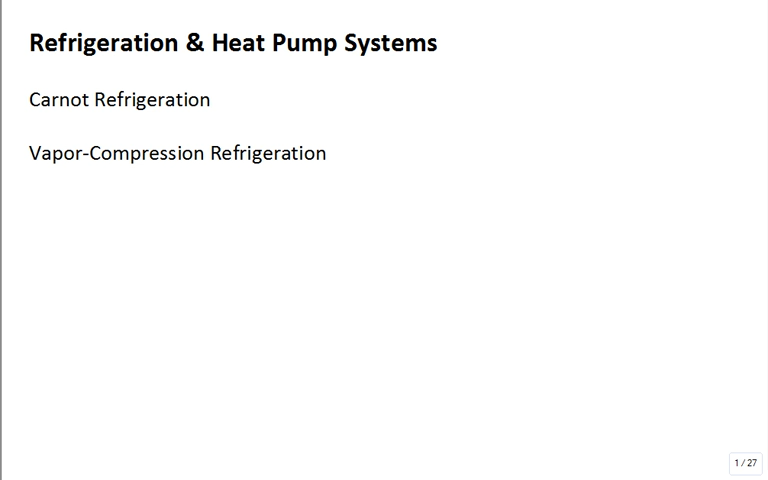 Refrigeration & Heat Pump Systems
Carnot Refrigeration
Vapor-Compression Refrigeration
1 / 27